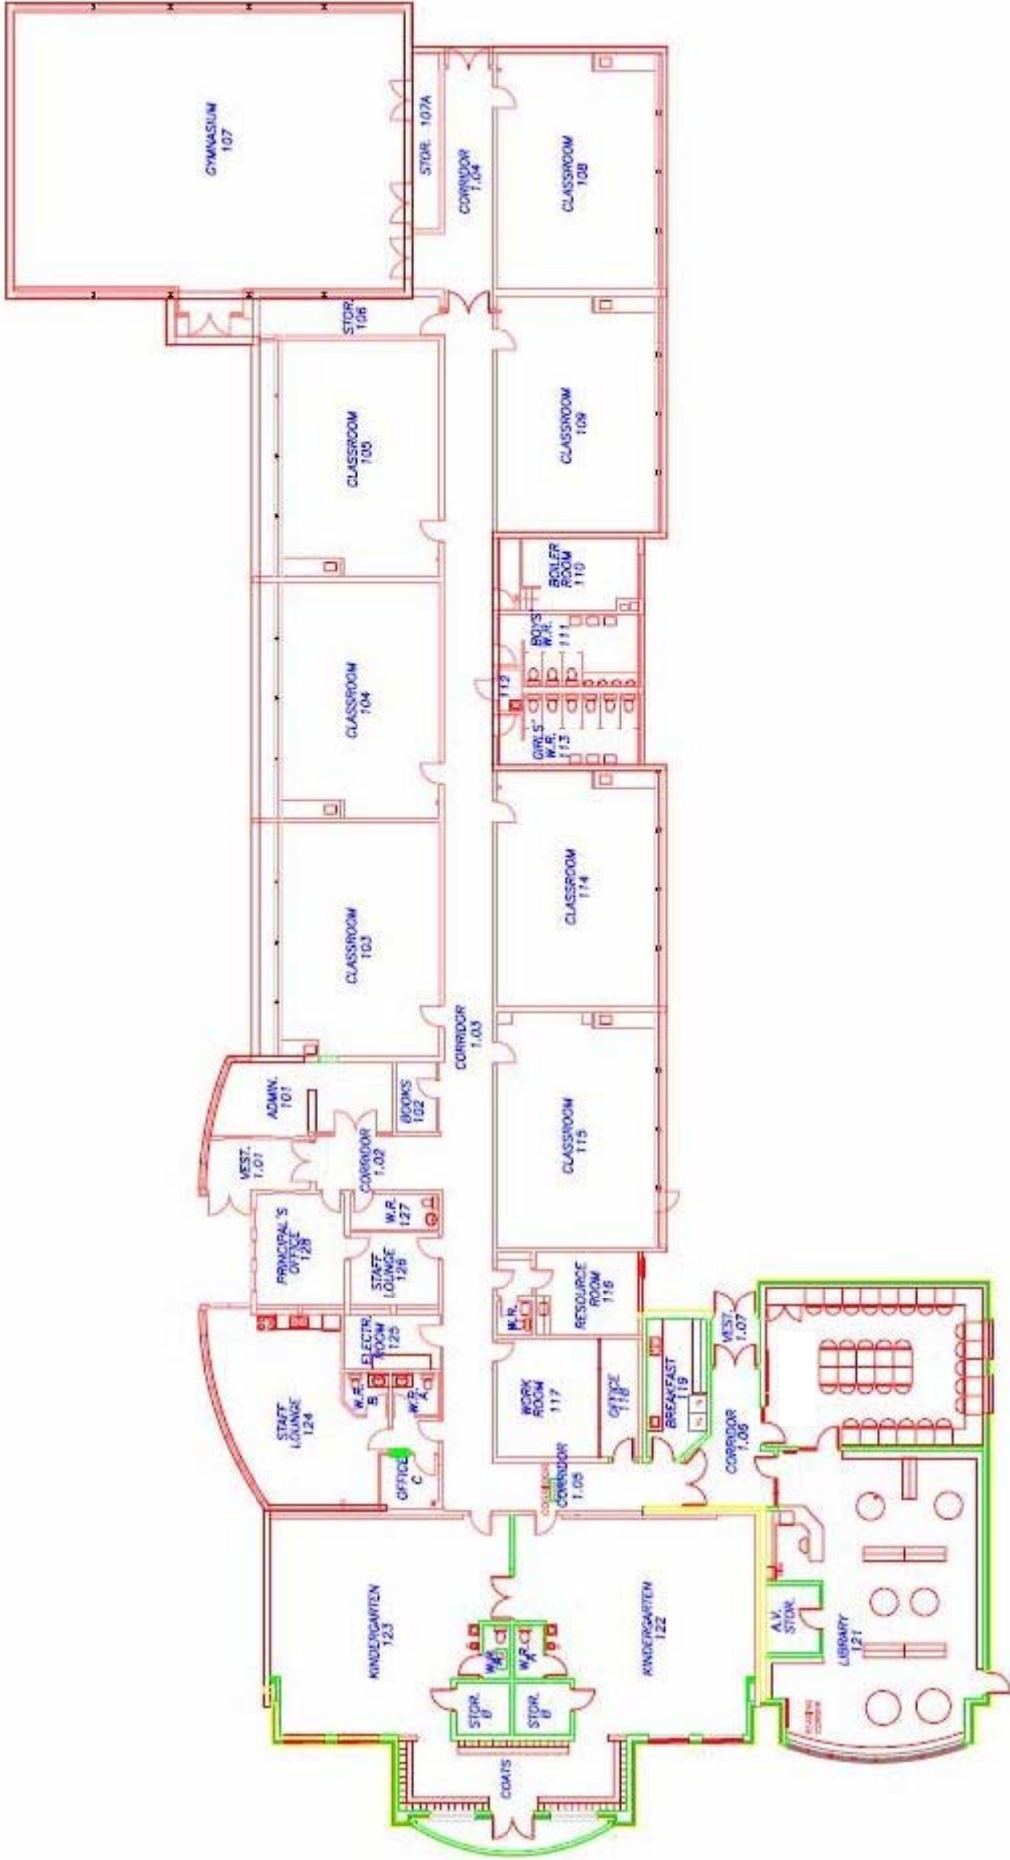 GYMNASIUM
107
STOR. 107A
CORRIDOR
1.04
CLASSROOM
108
STOR.
106
CLASSROOM
105
CLASSROOM
109
BOILER
ROOM
110
BOYS'
W.R.
111
112
GIRLS'
W.R.
113
CLASSROOM
104
CLASSROOM
114
CLASSROOM
103
CORRIDOR
1.03
ADMIN.
101
BOOKS
102
VEST.
1.01
CORRIDOR
1.02
CLASSROOM
115
PRINCIPAL'S
OFFICE
128
W.R.
127
STAFF
LOUNGE
126
ELECTR.
ROOM
125
W.R.
RESOURCE
ROOM
116
STAFF
LOUNGE
124
W.R.
B
W.R.
A
WORK
ROOM
117
OFFICE
118
BREAKFAST
119
VEST.
1.07
OFFICE
C
CORRIDOR
1.05
CORRIDOR
1.06
KINDERGARTEN
123
W.R.
A
W.R.
A
KINDERGARTEN
122
STOR.
B
STOR.
B
COATS
A.V.
STOR.
LIBRARY
121